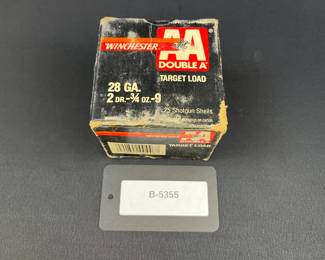 WINCHESTER
AA
DOUBLE A
TARGET LOAD
28 GA.
2 DR.-¾ OZ.-9
25 Shotgun Shells
AA
TARGET LOAD
B-5355